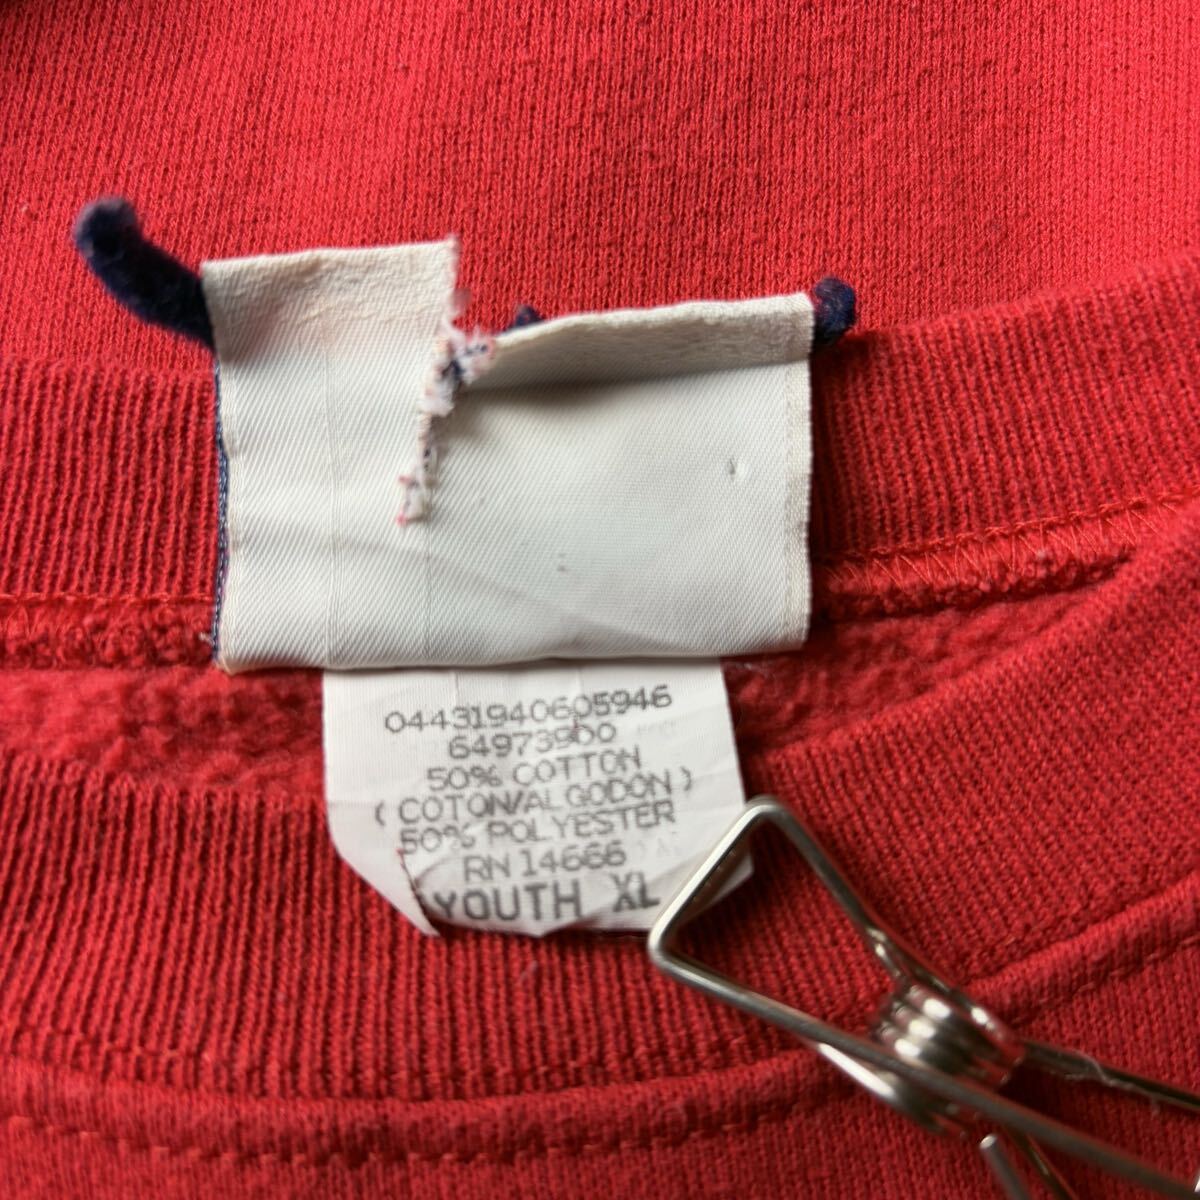 04431940605946
64973900
50% COTTON
(COTON/ALGODON)
50% POLYESTER
RN 14666
YOUTH XL